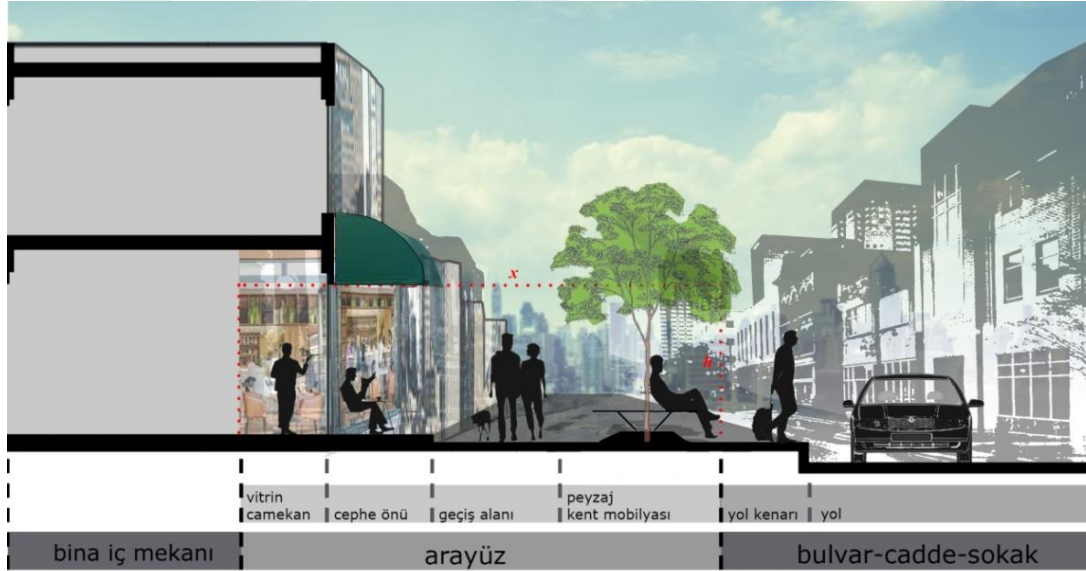 x
h
vitrin
camekan
cephe önü
geçiş alanı
peyzaj
kent mobilyası
yol kenarı
yol
bina iç mekanı
arayüz
bulvar-cadde-sokak